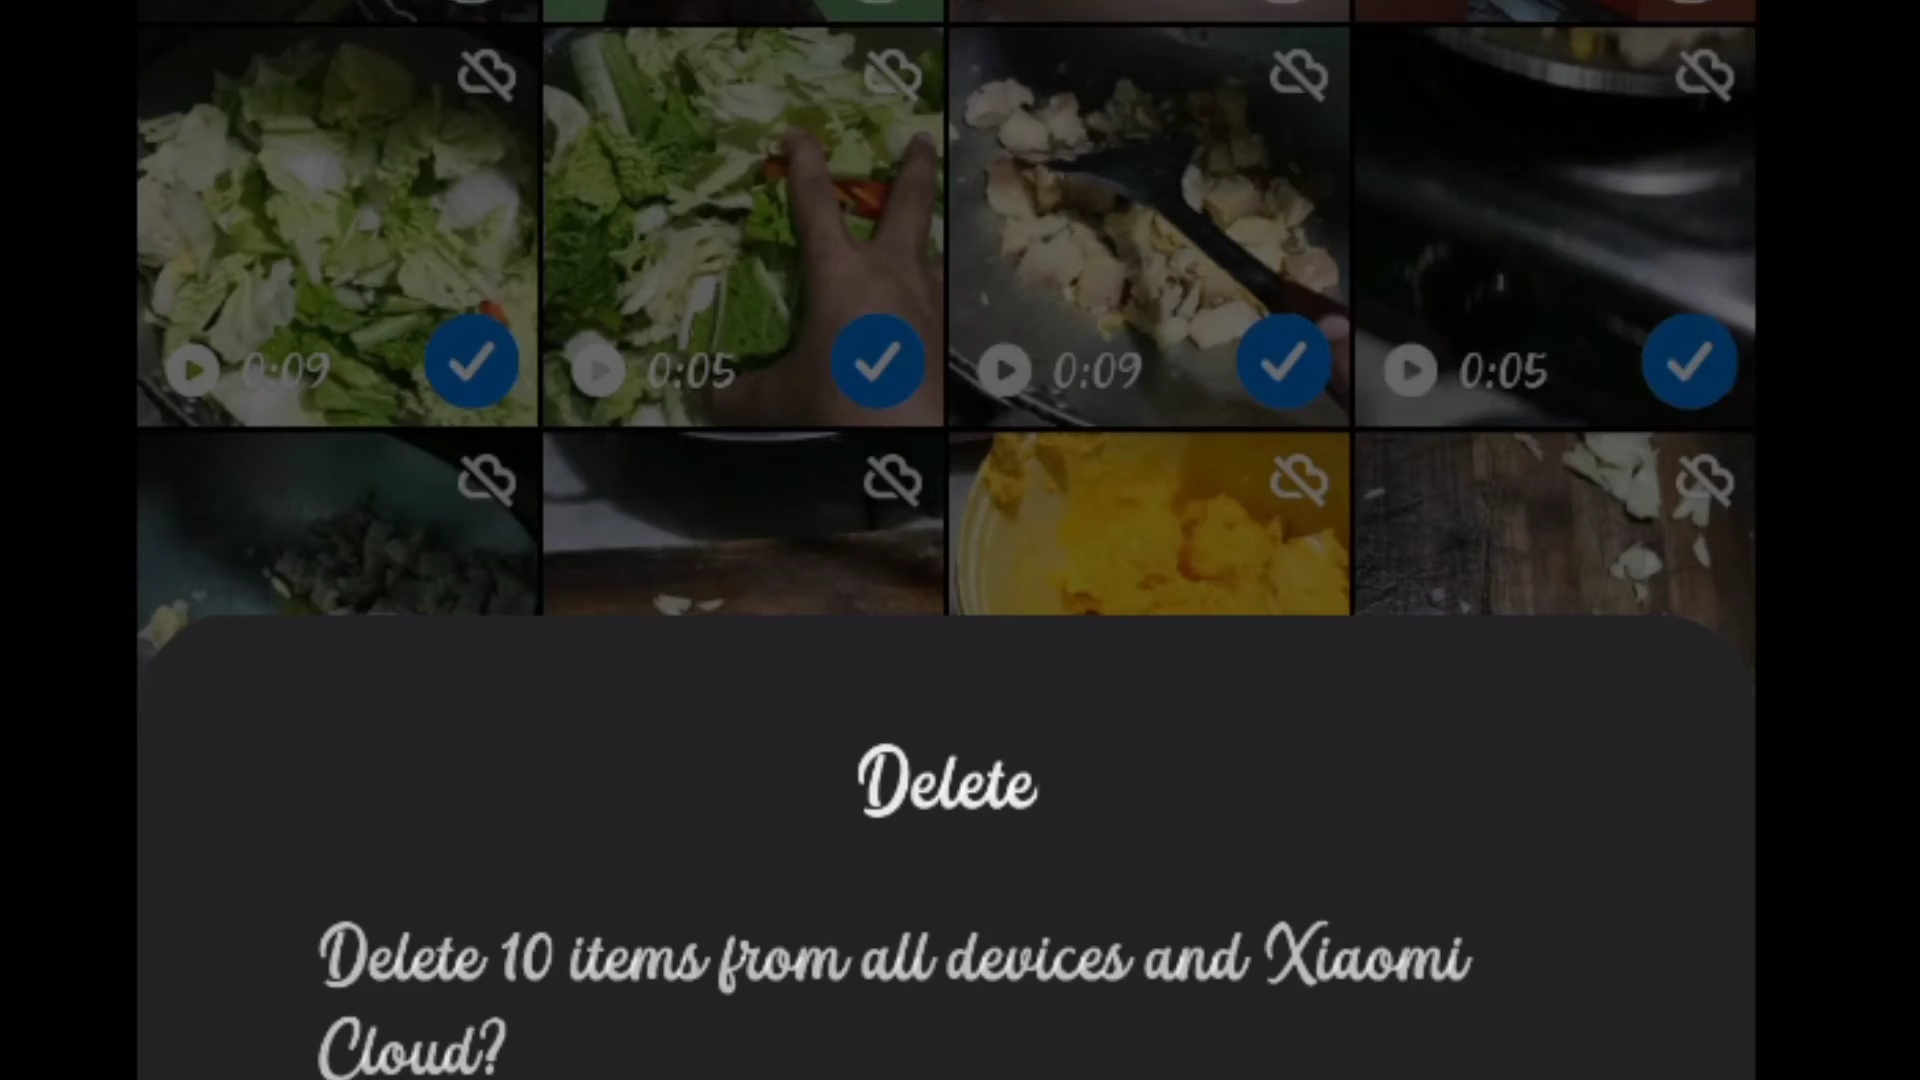 0:09 0:05 0:09 0:05
Delete
Delete 10 items from all devices and Xiaomi
Cloud?